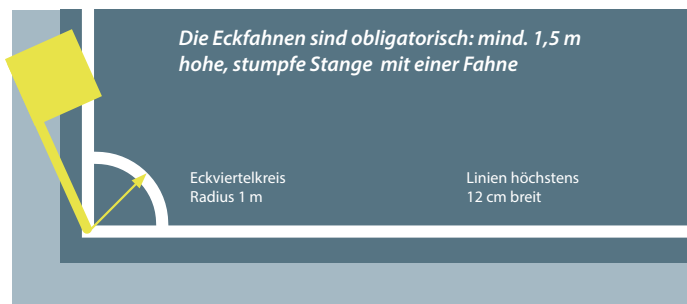 Die Eckfahnen sind obligatorisch: mind. 1,5 m
hohe, stumpfe Stange mit einer Fahne
Eckviertelkreis
Radius 1 m
Linien höchstens
12 cm breit